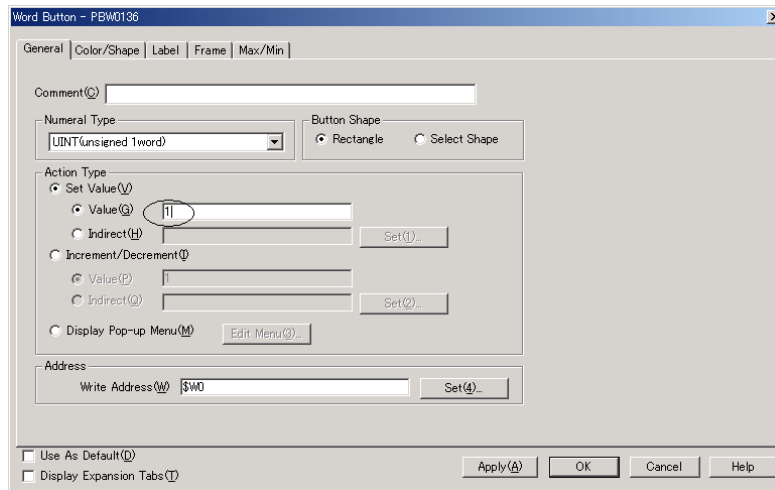 Word Button - PBW0136
General Color/Shape Label Frame Max/Min
Comment(C)
Numeral Type
UINT(unsigned 1word)
Button Shape
Rectangle Select Shape
Action Type
Set Value(V)
Value(G) 1
Indirect(H) Set(1)...
Increment/Decrement(I)
Value(P) 1
Indirect(Q) Set(2)...
Display Pop-up Menu(M) Edit Menu(3)...
Address
Write Address(W) $W0 Set(4)...
Use As Default(D)
Display Expansion Tabs(T)
Apply(A) OK Cancel Help